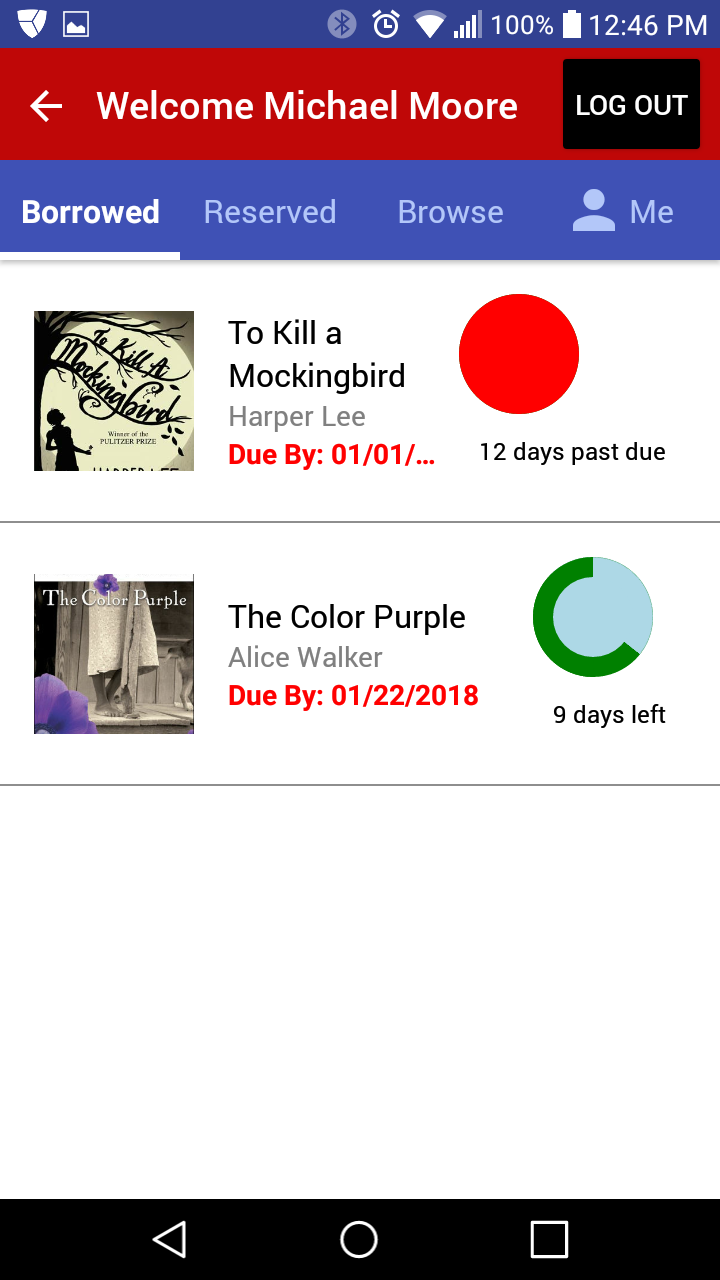 100% 12:46 PM
Welcome Michael Moore
LOG OUT
Borrowed Reserved Browse Me
To Kill A
Mockingbird
Winner of the
PULITZER PRIZE
HARPER LEE
To Kill a
Mockingbird
Harper Lee
Due By: 01/01/...
12 days past due
The Color Purple
The Color Purple
Alice Walker
Due By: 01/22/2018
9 days left